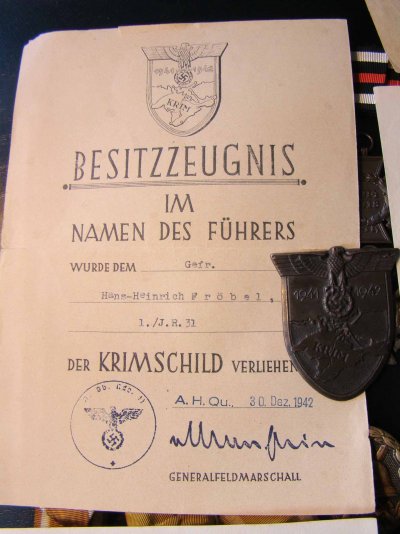 1941 1942
KRIM
BESITZZEUGNIS
IM
NAMEN DES FÜHRERS
WURDE DEM Gefr.
Hans-Heinrich Fröbel,
1./J.R.31
DER KRIMSCHILD VERLIEHEN
A.H.Qu., 30. Dez. 1942
GENERALFELDMARSCHALL
1941 1942
KRIM